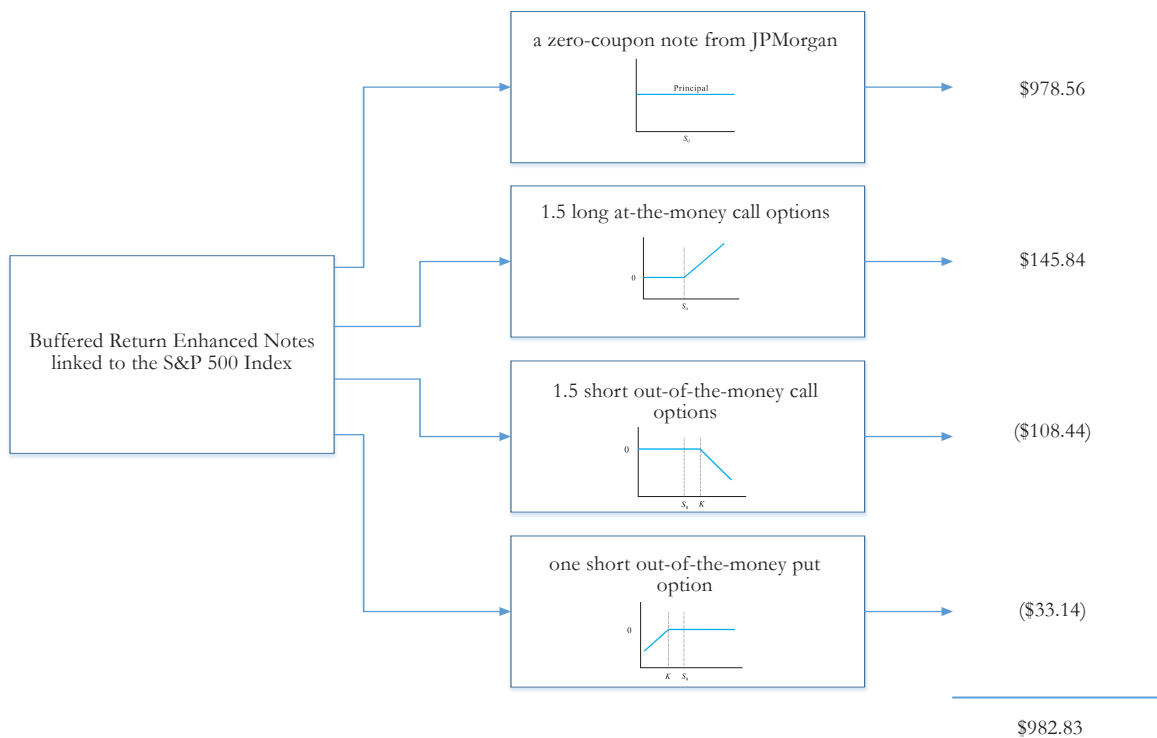 a zero-coupon note from JPMorgan
Principal
S₀
$978.56
1.5 long at-the-money call options
0
S₀
$145.84
Buffered Return Enhanced Notes
linked to the S&P 500 Index
1.5 short out-of-the-money call
options
0
S₀ K
($108.44)
one short out-of-the-money put
option
0
K S₀
($33.14)
$982.83